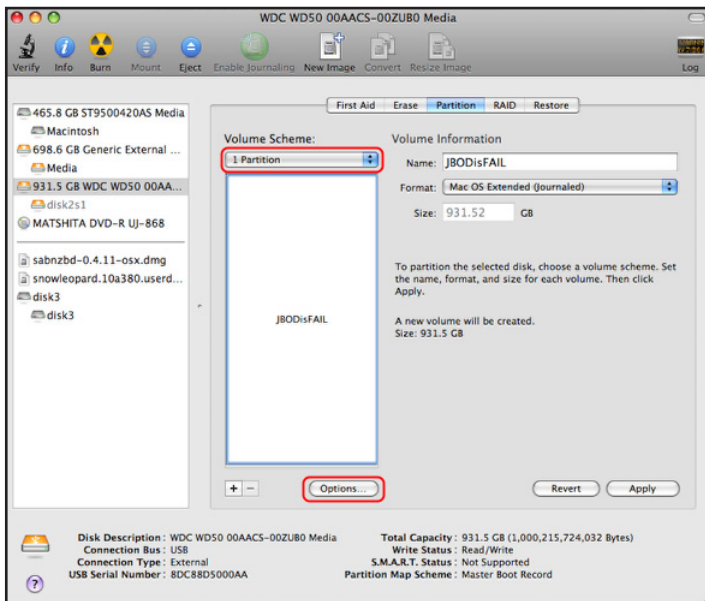 WDC WD50 00AACS-00ZUB0 Media
Verify Info Burn Mount Eject Enable Journaling New Image Convert Resize Image Log
465.8 GB ST9500420AS Media
Macintosh
698.6 GB Generic External ...
Media
931.5 GB WDC WD50 00AA...
disk2s1
MATSHITA DVD-R UJ-868
sabnzbd-0.4.11-osx.dmg
snowleopard.10a380.userd...
disk3
disk3
First Aid Erase Partition RAID Restore
Volume Scheme:
1 Partition
JBODisFAIL
+ - Options...
Volume Information
Name: JBODisFAIL
Format: Mac OS Extended (Journaled)
Size: 931.52 GB
To partition the selected disk, choose a volume scheme. Set
the name, format, and size for each volume. Then click
Apply.
A new volume will be created.
Size: 931.5 GB
Revert Apply
Disk Description : WDC WD50 00AACS-00ZUB0 Media
Connection Bus : USB
Connection Type : External
USB Serial Number : 8DC88D5000AA
Total Capacity : 931.5 GB (1,000,215,724,032 Bytes)
Write Status : Read/Write
S.M.A.R.T. Status : Not Supported
Partition Map Scheme : Master Boot Record
?